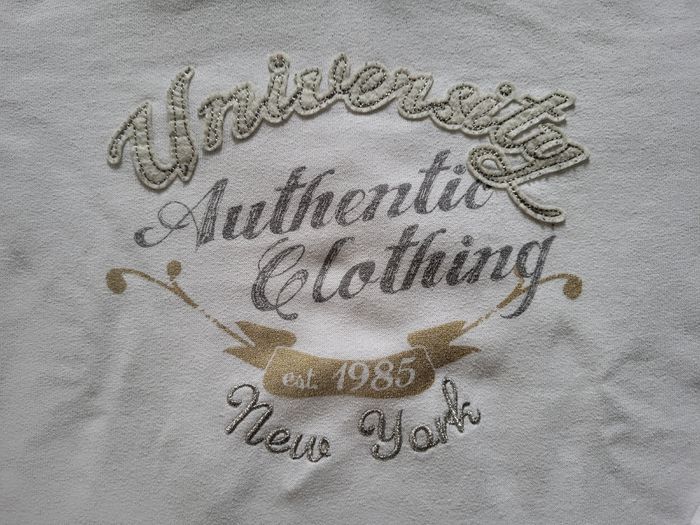 University
Authentic
Clothing
est. 1985
New York